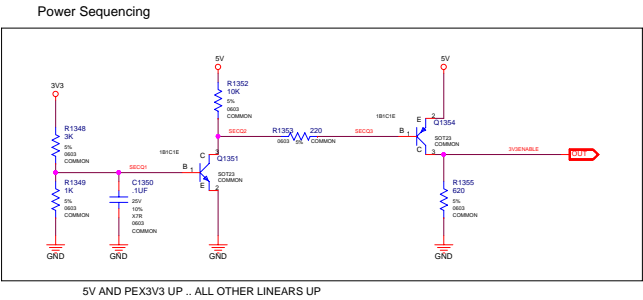 Power Sequencing
3V3
R1348
3K
5%
0603
COMMON
R1349
1K
5%
0603
COMMON
GND
SECQ1
C1350
.1UF
25V
10%
X7R
0603
COMMON
GND
5V
R1352
10K
5%
0603
COMMON
SECQ2
1B1C1E
B 1
C 3
E 2
Q1351
SOT23
COMMON
GND
R1353 220
0603 5% COMMON
SECQ3
5V
1B1C1E
B 1
E 2
C 3
Q1354
SOT23
COMMON
3V3ENABLE
OUT
R1355
620
5%
0603
COMMON
GND
5V AND PEX3V3 UP .. ALL OTHER LINEARS UP